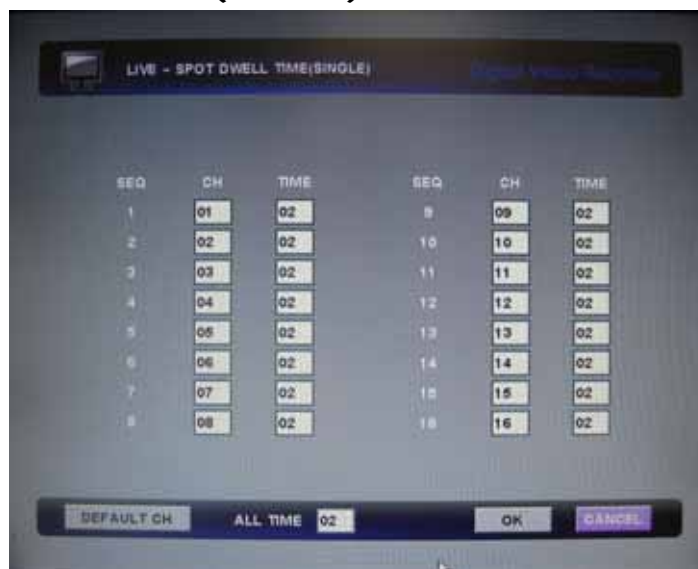 LIVE - SPOT DWELL TIME(SINGLE) Digital Video Recorder
SEQ CH TIME SEQ CH TIME
1 01 02 9 09 02
2 02 02 10 10 02
3 03 02 11 11 02
4 04 02 12 12 02
5 05 02 13 13 02
6 06 02 14 14 02
7 07 02 15 15 02
8 08 02 16 16 02
DEFAULT CH ALL TIME 02 OK CANCEL